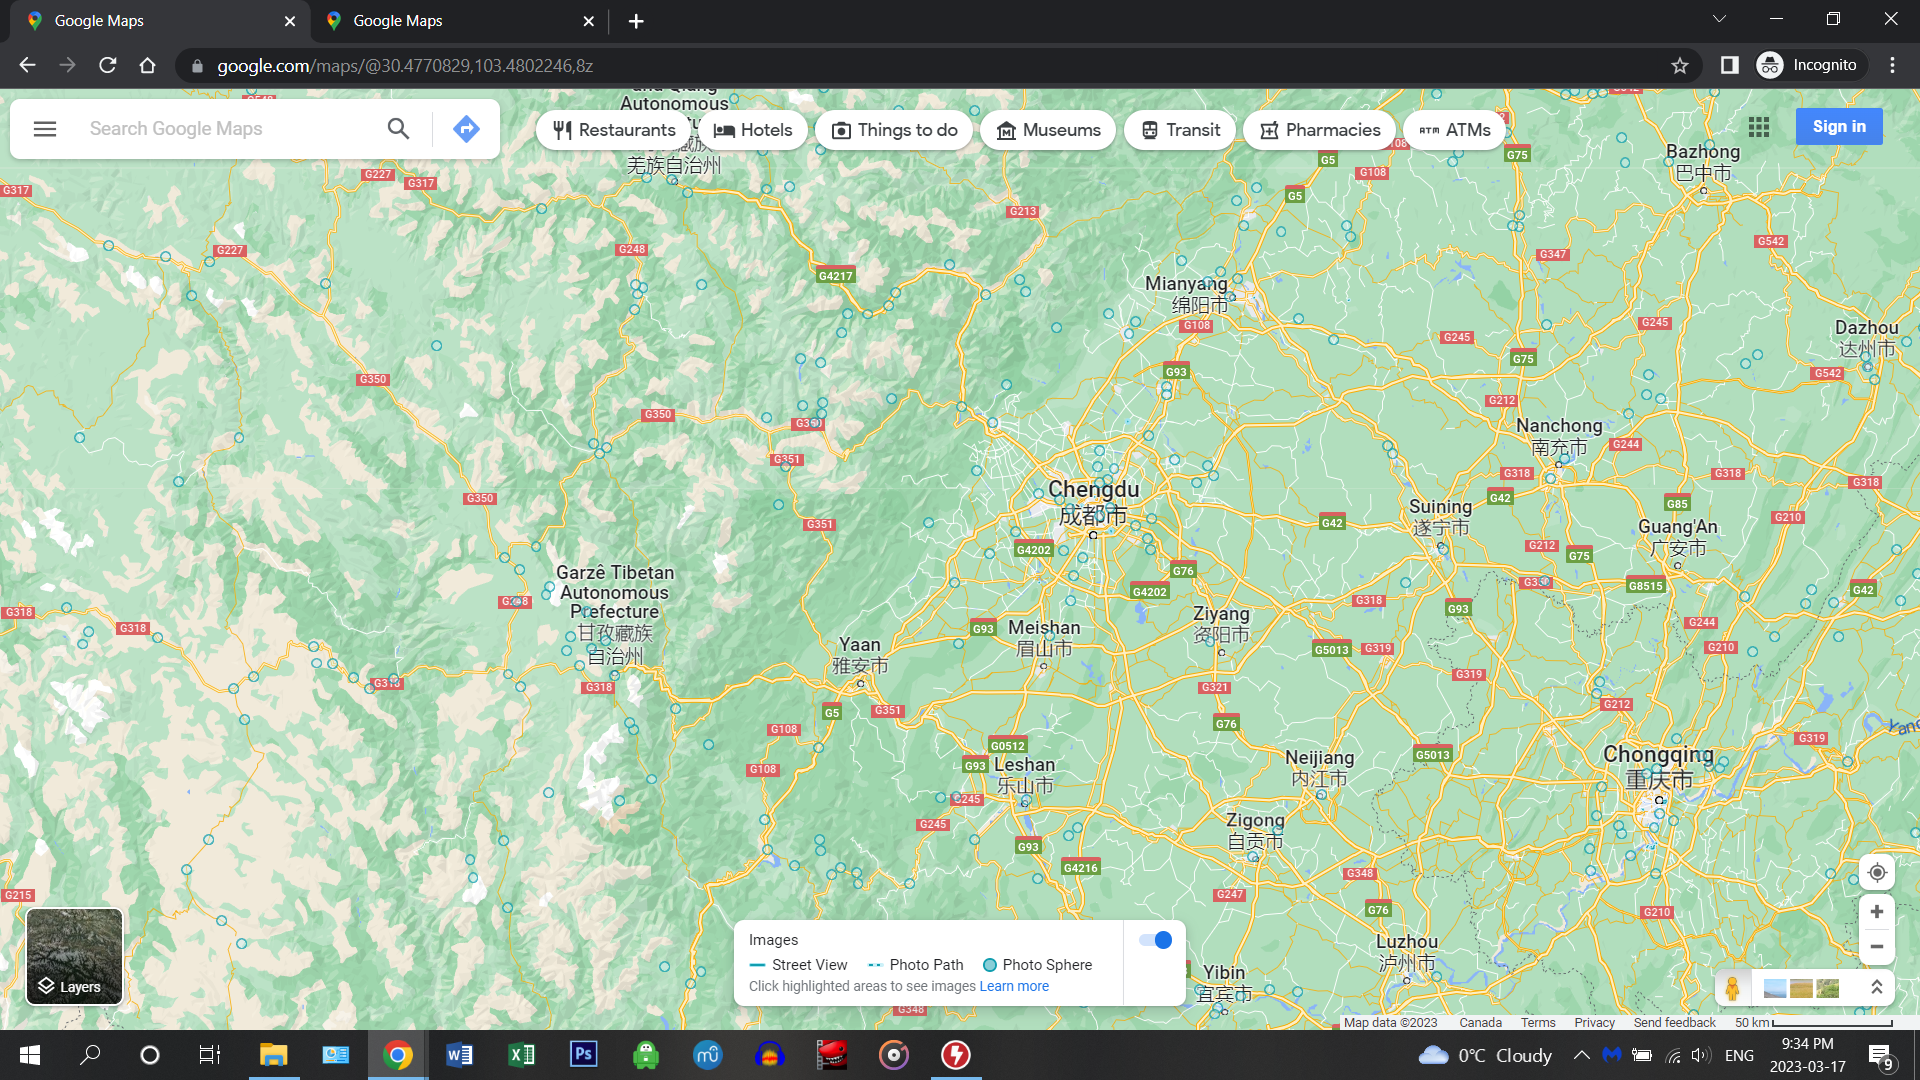 Google Maps
Google Maps
google.com/maps/@30.4770829,103.4802246,8z
Incognito
Search Google Maps
Restaurants
Hotels
Things to do
Museums
Transit
Pharmacies
ATMs
Sign in
Autonomous
羌族自治州
Bazhong
巴中市
G5
G75
G108
G108
G5
G227
G317
G317
G213
G227
G248
G4217
G542
G347
Mianyang
绵阳市
G108
G245
G245
Dazhou
达州市
G75
G542
G93
G350
G350
G212
Nanchong
南充市
G244
G351
G318
G318
G318
G350
Chengdu
成都市
G42
Suining
遂宁市
G85
Guang'An
广安市
G210
G351
G42
G4202
G212
G75
G76
G4202
G8515
G42
Garzê Tibetan
Autonomous
Prefecture
甘孜藏族
自治州
G318
G318
G318
G93
Ziyang
资阳市
G93
Meishan
眉山市
Yaan
雅安市
G5013
G319
G244
G210
G319
G318
G321
G5
G351
G212
G108
G76
G319
G0512
G93
Leshan
乐山市
G108
Neijiang
内江市
G5013
Chongqing
重庆市
G245
G245
Zigong
自贡市
G93
G4216
G348
G247
G215
G76
G210
Luzhou
泸州市
Yibin
宜宾市
G348
Layers
Images
Street View
Photo Path
Photo Sphere
Click highlighted areas to see images Learn more
Map data ©2023
Canada
Terms
Privacy
Send feedback
50 km
0°C Cloudy
ENG
9:34 PM
2023-03-17
9